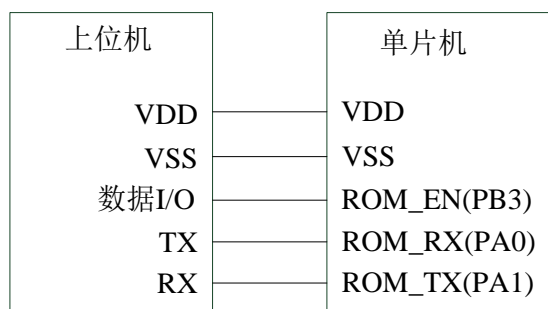 上位机 单片机
VDD VDD
VSS VSS
数据I/O ROM_EN(PB3)
TX ROM_RX(PA0)
RX ROM_TX(PA1)